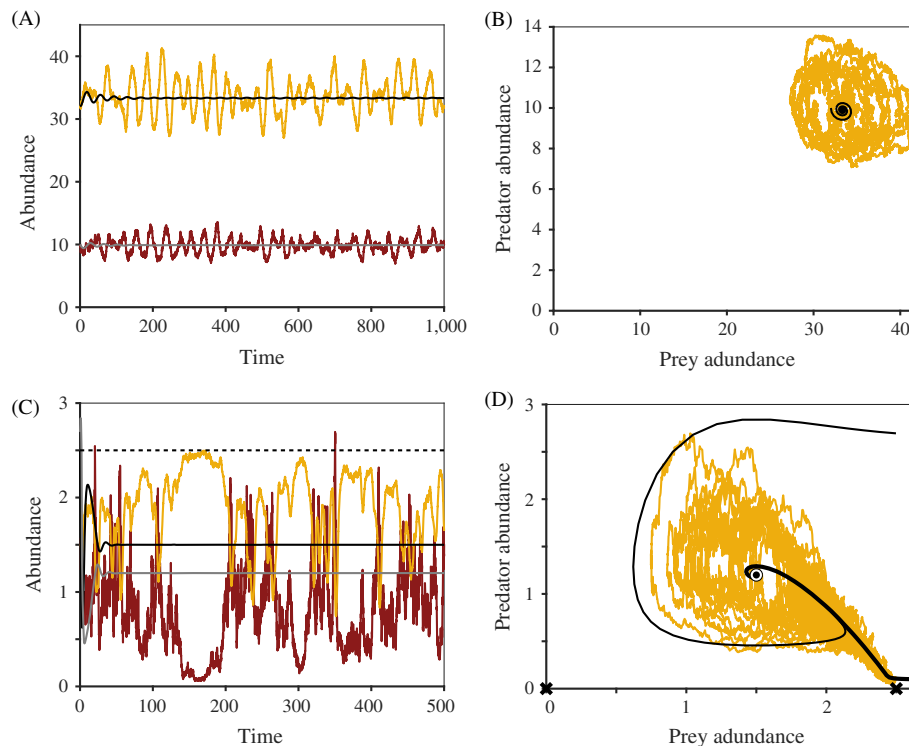 (A)
40
30
20
10
0
Abundance
0 200 400 600 800 1,000
Time
(B)
14
12
10
8
6
4
2
0
Predator abundance
0 10 20 30 40
Prey adundance
(C)
3
2
1
0
Abundance
0 100 200 300 400 500
Time
(D)
3
2
1
0
Predator abundance
0 1 2
Prey adundance